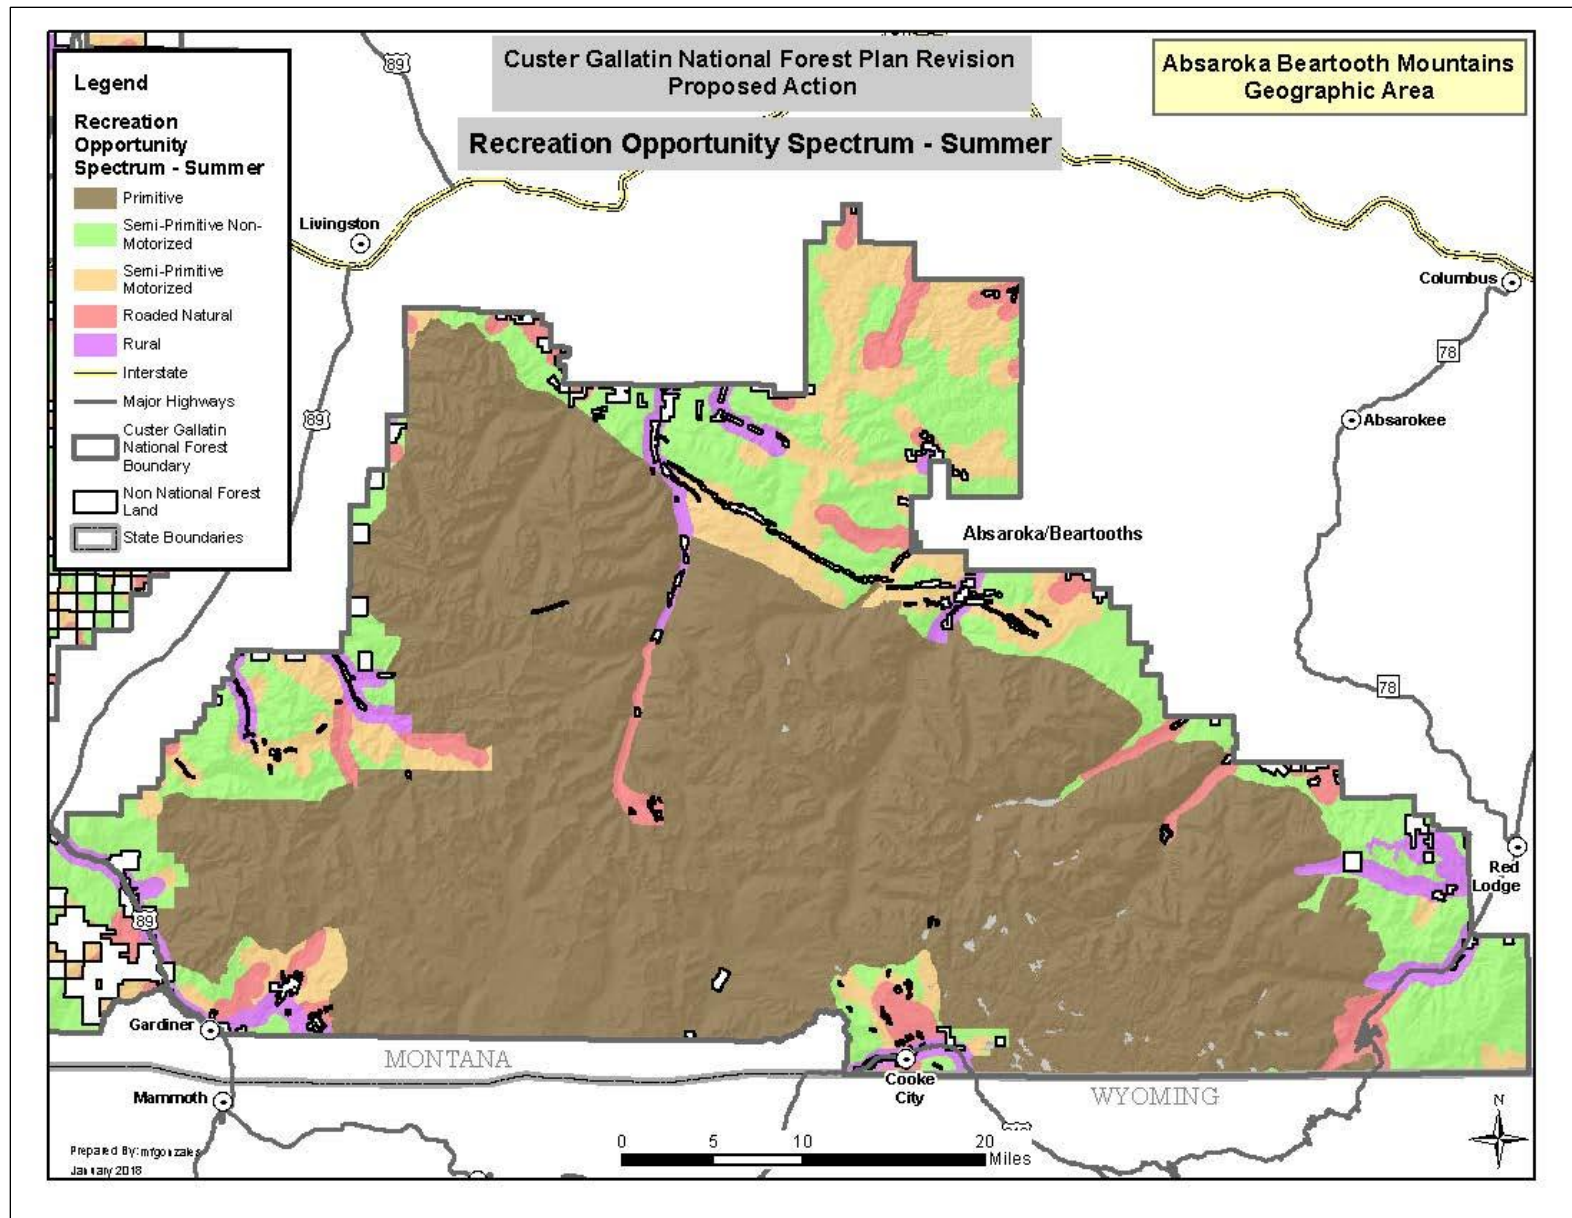 Custer Gallatin National Forest Plan Revision
Proposed Action
Recreation Opportunity Spectrum - Summer
Absaroka Beartooth Mountains
Geographic Area
Legend
Recreation
Opportunity
Spectrum - Summer
Primitive
Semi-Primitive Non-
Motorized
Semi-Primitive
Motorized
Roaded Natural
Rural
Interstate
Major Highways
Custer Gallatin
National Forest
Boundary
Non National Forest
Land
State Boundaries
89
Livingston
89
Columbus
78
Absarokee
Absaroka/Beartooths
78
Red
Lodge
89
Gardiner
MONTANA
Cooke
City
WYOMING
Mammoth
N
0 5 10 20
Miles
Prepared By: mfgonzales
January 2018